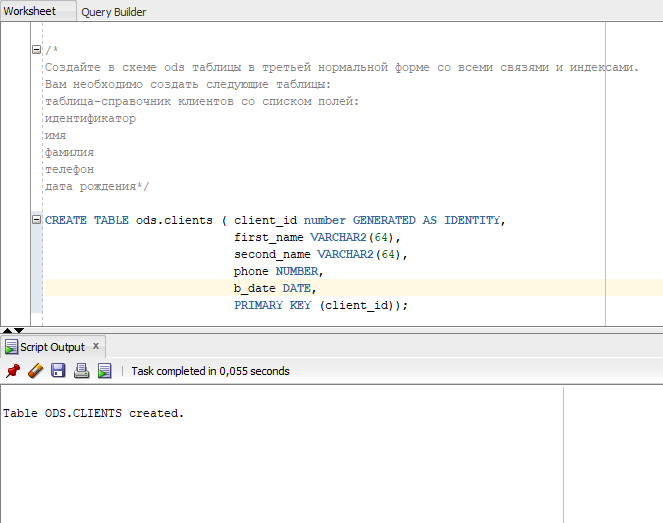 Worksheet Query Builder
/*
Создайте в схеме ods таблицы в третьей нормальной форме со всеми связями и индексами.
Вам необходимо создать следующие таблицы:
таблица-справочник клиентов со списком полей:
идентификатор
имя
фамилия
телефон
дата рождения*/
CREATE TABLE ods.clients ( client_id number GENERATED AS IDENTITY,
first_name VARCHAR2(64),
second_name VARCHAR2(64),
phone NUMBER,
b_date DATE,
PRIMARY KEY (client_id));
Script Output x
Task completed in 0,055 seconds
Table ODS.CLIENTS created.